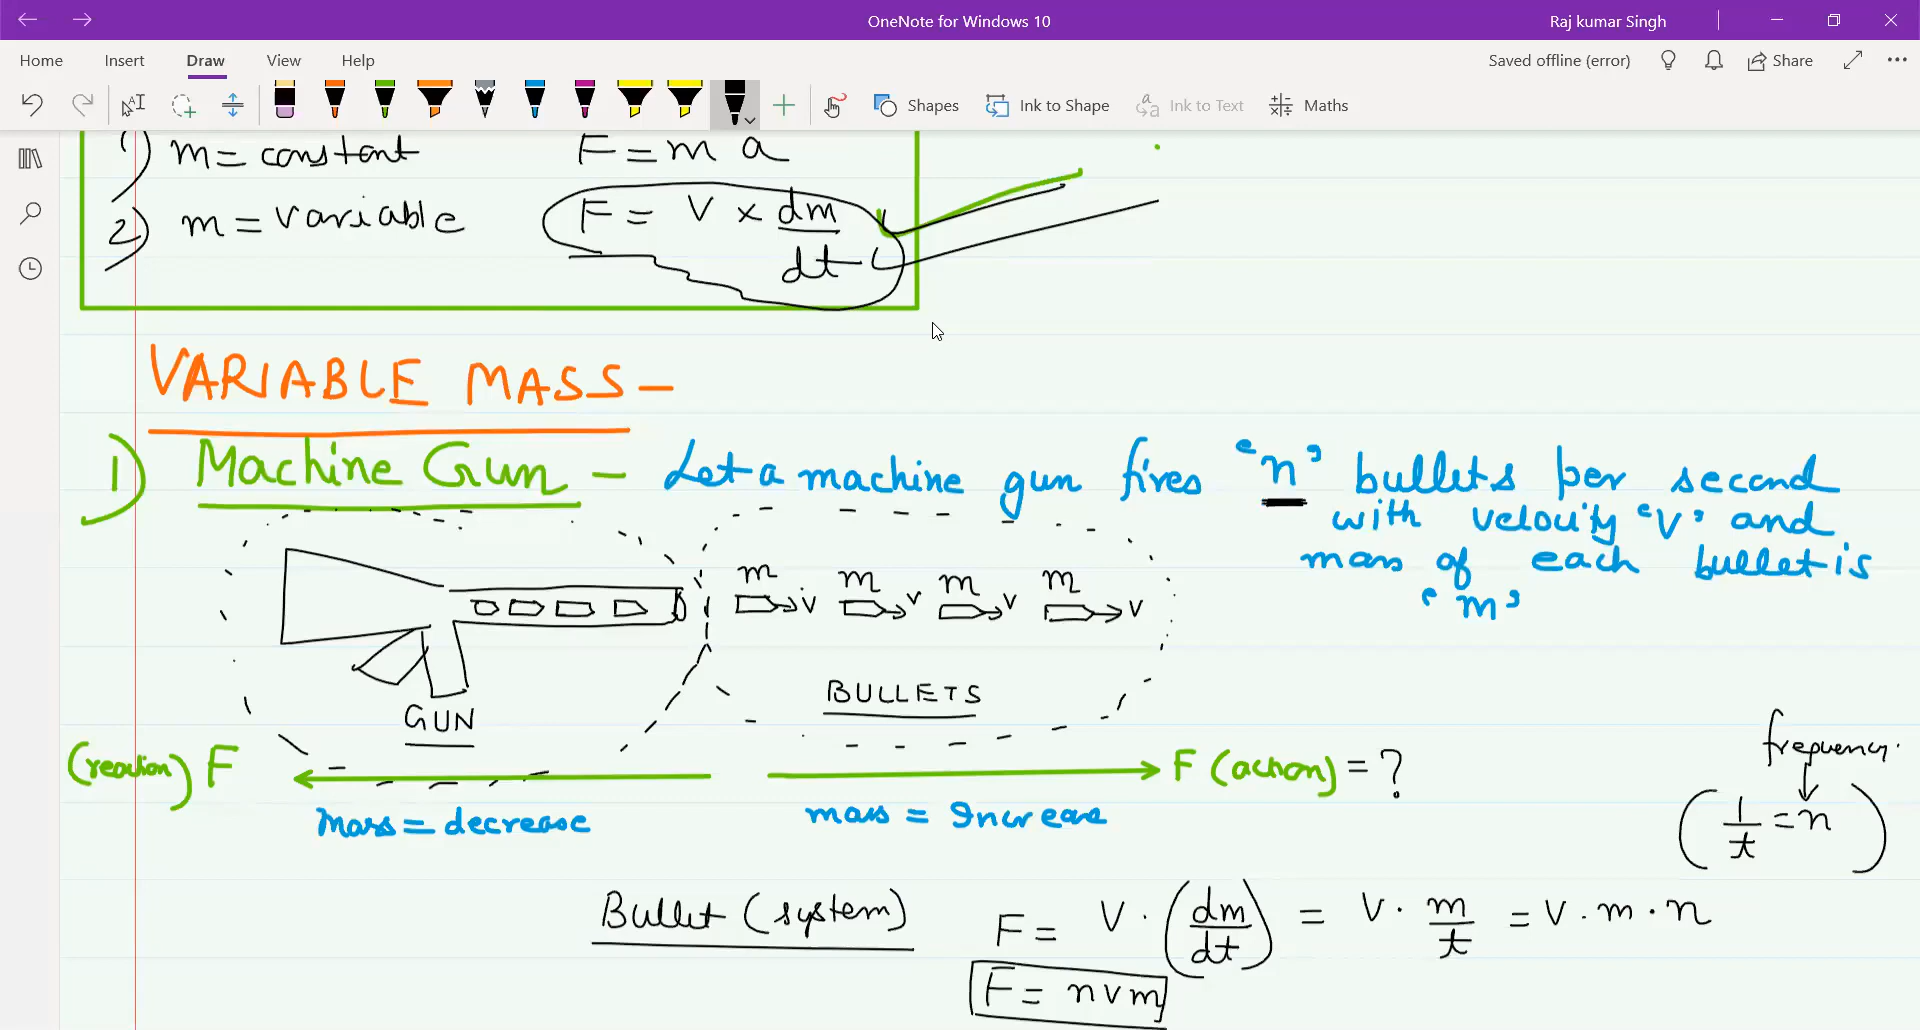 OneNote for Windows 10
Raj kumar Singh
Home Insert Draw View Help
Saved offline (error) Share
Shapes Ink to Shape Ink to Text Maths
1) m = constant F = m a
2) m = variable F = V × dm/dt
VARIABLE MASS –
1) Machine Gun – Let a machine gun fires 'n' bullets per second
with velocity 'v' and
mass of each bullet is
'm'
m m m m
v v v v
BULLETS
GUN
(reaction) F F (action) = ?
frequency
mass = decrease mass = Increase
(1/t = n)
Bullet (system) F = V · (dm/dt) = V · m/t = V · m · n
F = nvm